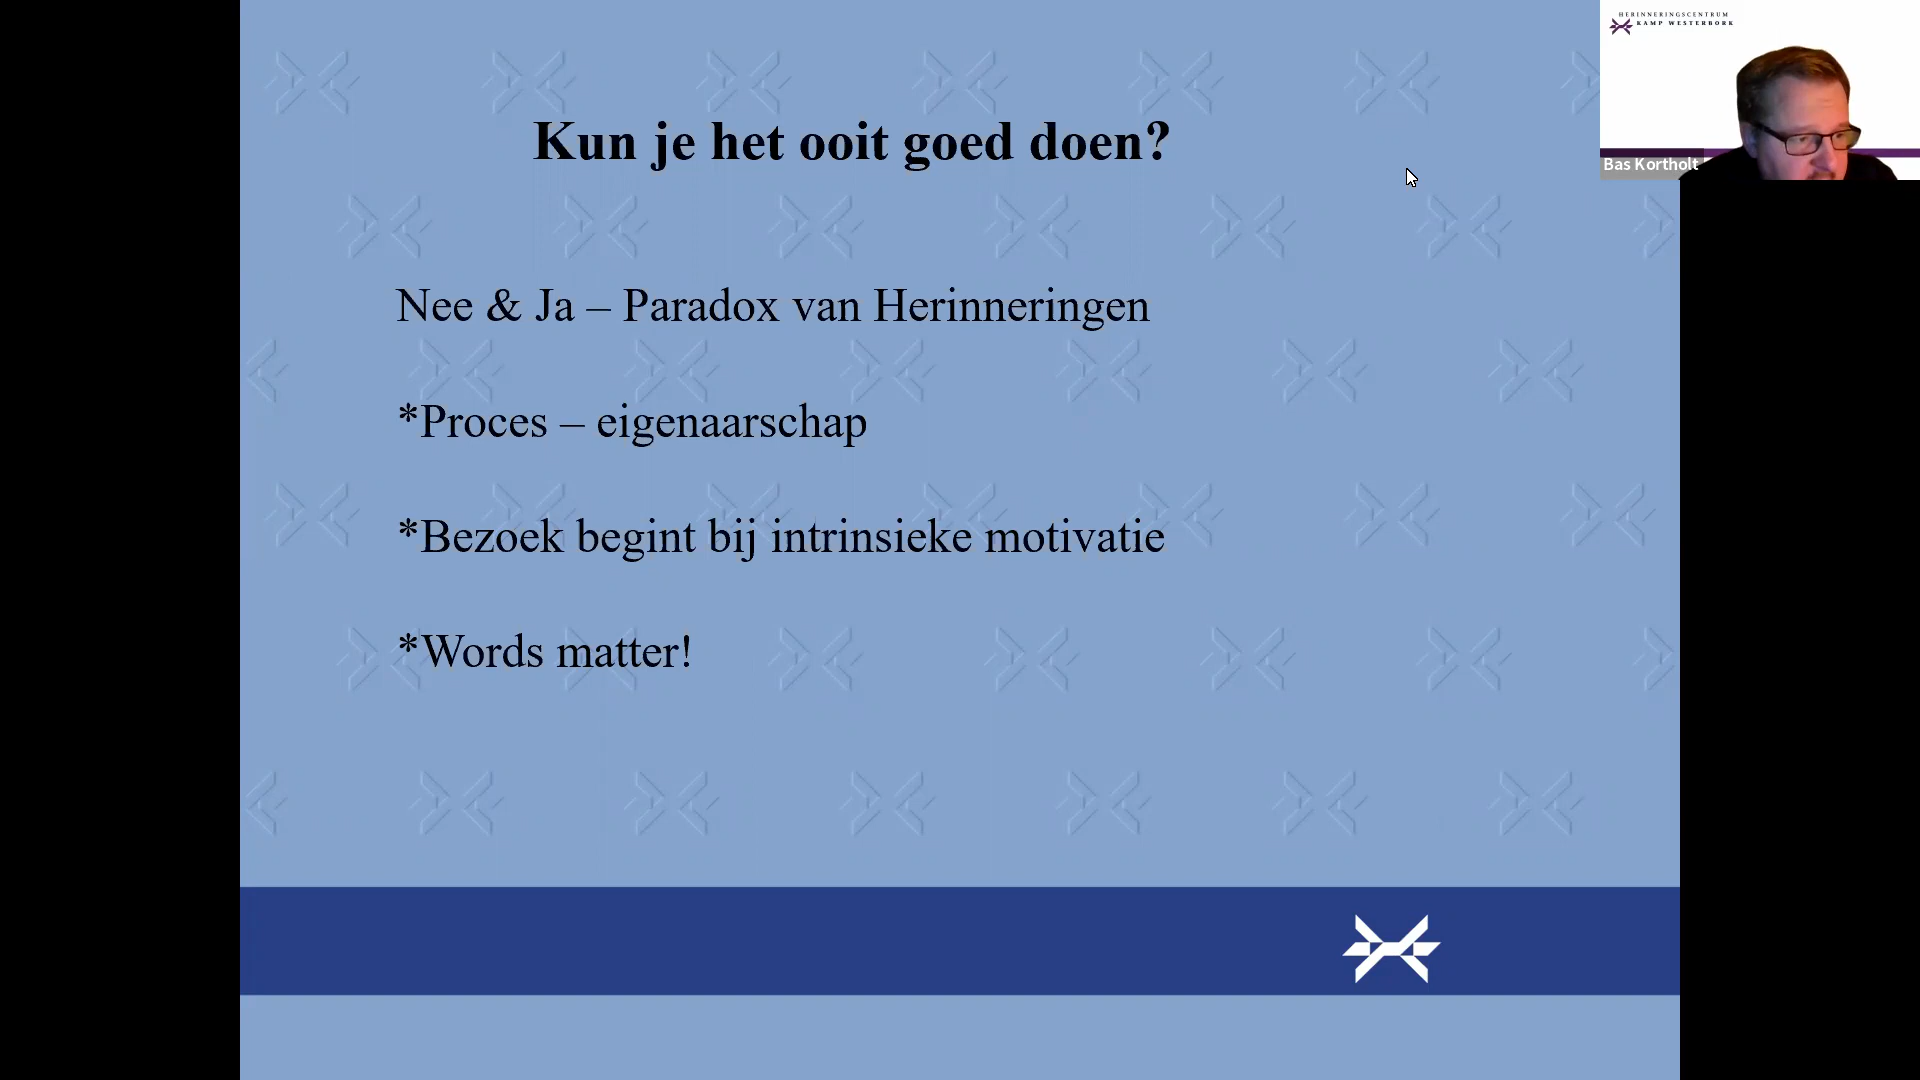 HERINNERINGSCENTRUM
KAMP WESTERBORK
Bas Kortholt
Kun je het ooit goed doen?
Nee & Ja – Paradox van Herinneringen
*Proces – eigenaarschap
*Bezoek begint bij intrinsieke motivatie
*Words matter!